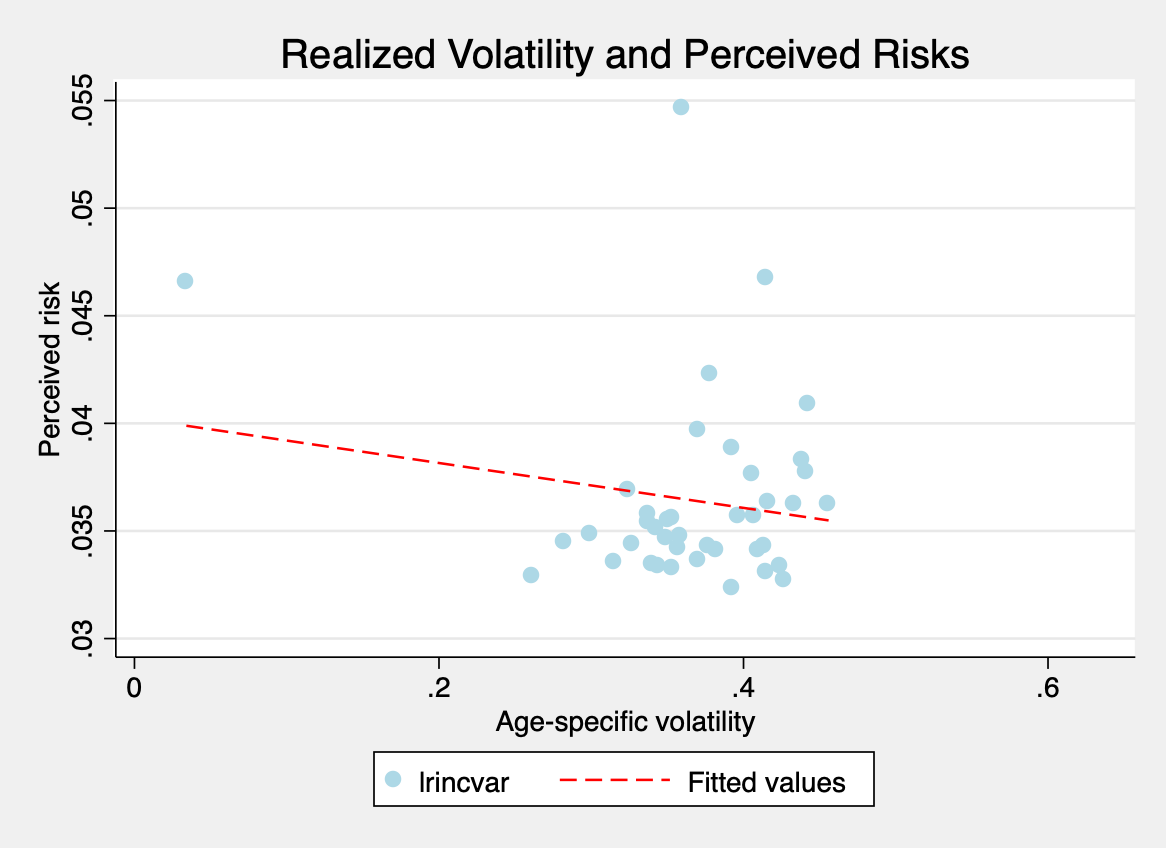 Realized Volatility and Perceived Risks
.055
.05
.045
.04
.035
.03
Perceived risk
0 .2 .4 .6
Age-specific volatility
lrincvar Fitted values